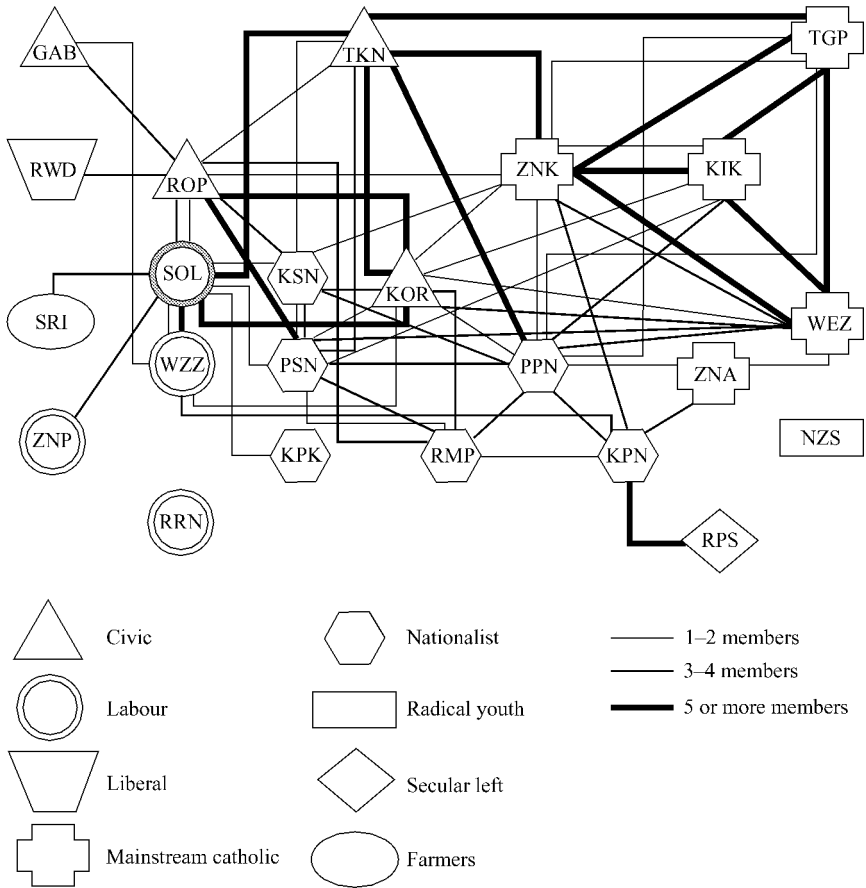 GAB
TKN
TGP
RWD
ROP
ZNK
KIK
SOL
KSN
KOR
SRI
WEZ
WZZ
PSN
PPN
ZNA
ZNP
KPK
RMP
KPN
NZS
RRN
RPS
Civic
Nationalist
1–2 members
3–4 members
Labour
Radical youth
5 or more members
Liberal
Secular left
Mainstream catholic
Farmers